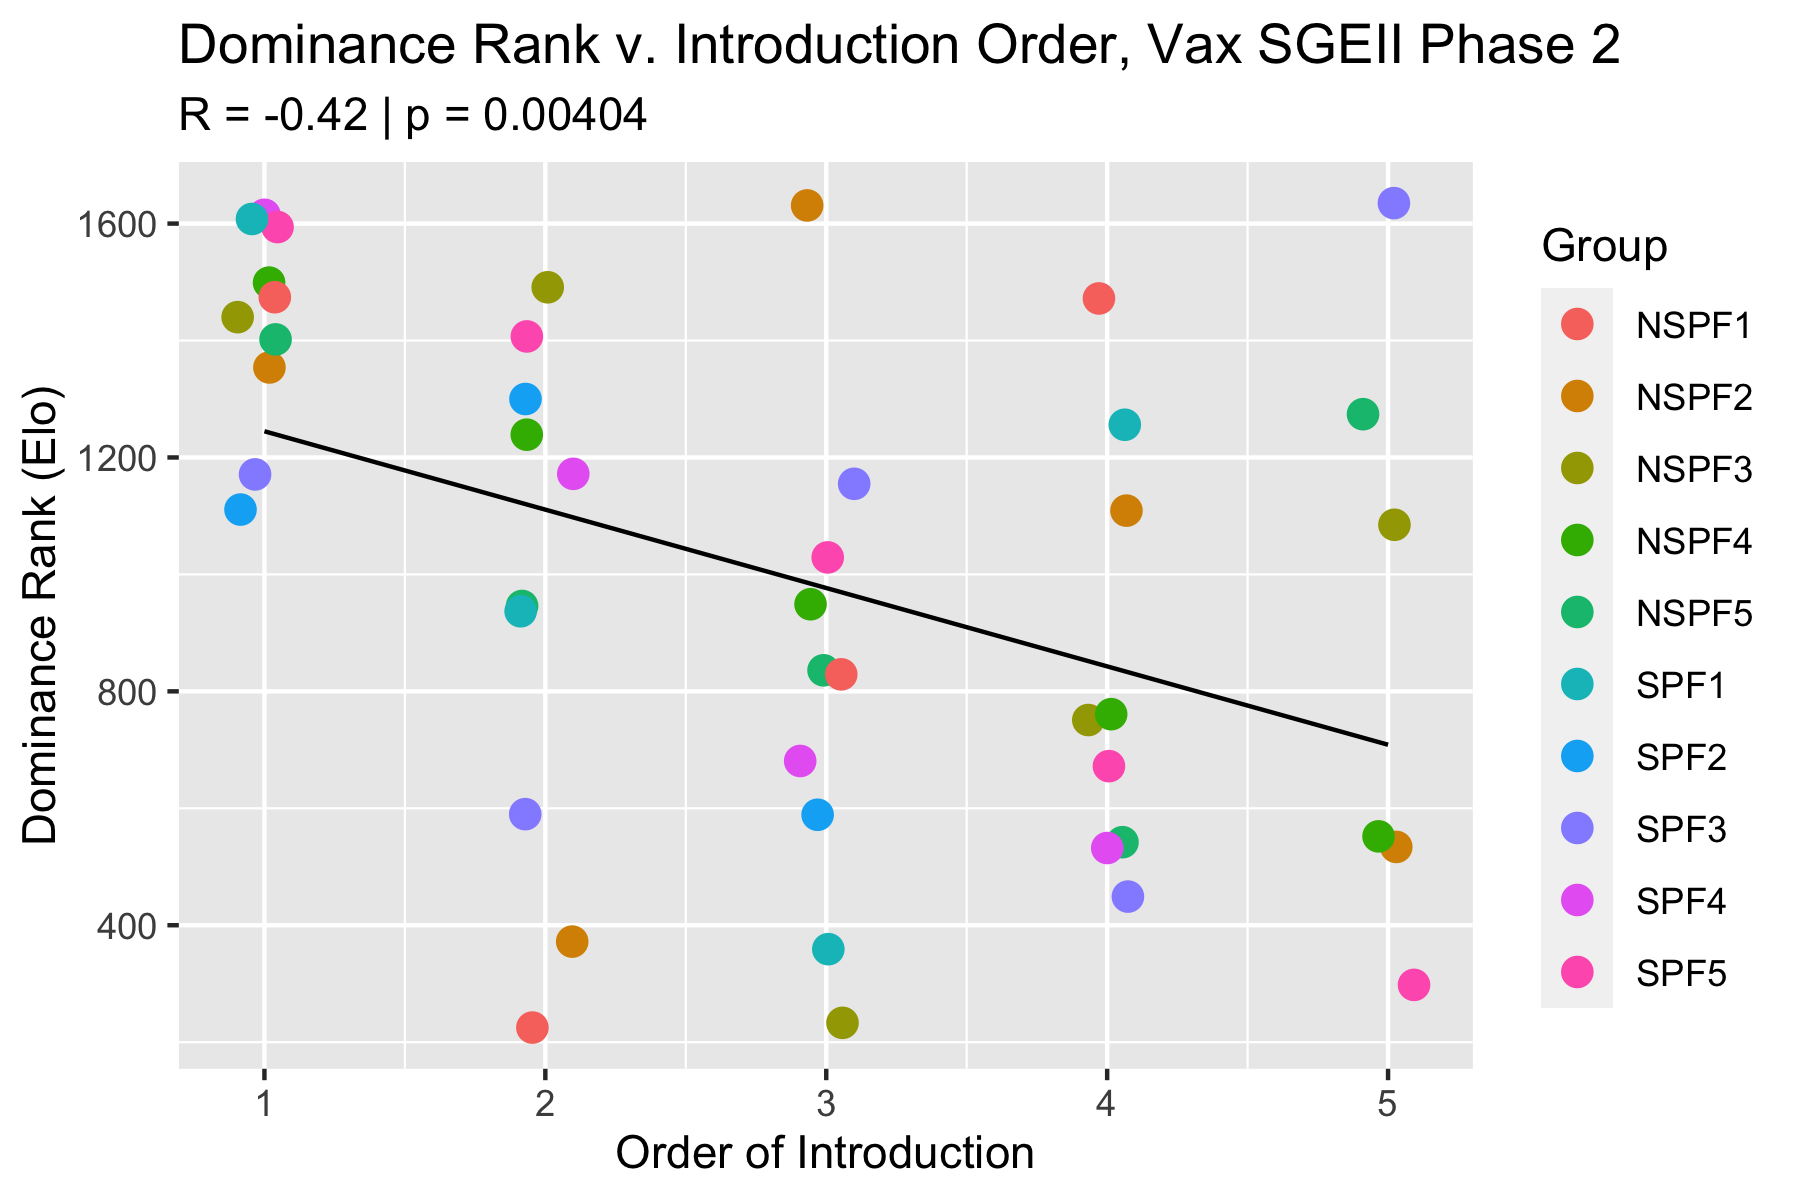 Dominance Rank v. Introduction Order, Vax SGEII Phase 2
R = -0.42 | p = 0.00404
Dominance Rank (Elo)
1600
1200
800
400
1
2
3
4
5
Order of Introduction
Group
NSPF1
NSPF2
NSPF3
NSPF4
NSPF5
SPF1
SPF2
SPF3
SPF4
SPF5